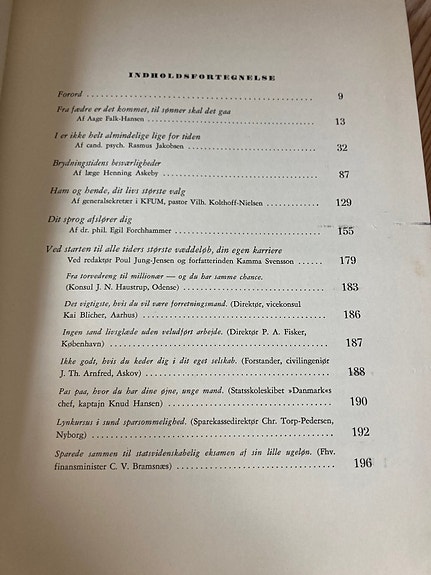 INDHOLDSFORTEGNELSE
Forord 9
Fra fædre er det kommet, til sønner skal det gaa
Af Aage Falk-Hansen 13
I er ikke helt almindelige lige for tiden
Af cand. psych. Rasmus Jakobsen 32
Brydningstidens besværligheder
Af læge Henning Askeby 87
Ham og hende, dit livs største valg
Af generalsekretær i KFUM, pastor Vilh. Kolthoff-Nielsen 129
Dit sprog afslører dig
Af dr. phil. Egil Forchhammer 155
Ved starten til alle tiders største væddeløb, din egen karriere
Ved redaktør Poul Jung-Jensen og forfatterinden Kamma Svensson 179
Fra torvedreng til millionær — og du har samme chance.
(Konsul J. N. Haustrup, Odense) 183
Det vigtigste, hvis du vil være forretningsmand. (Direktør, vicekonsul
Kai Blicher, Aarhus) 186
Ingen sand livsglæde uden veludført arbejde. (Direktør P. A. Fisker,
København) 187
Ikke godt, hvis du keder dig i dit eget selskab. (Forstander, civilingeniør
J. Th. Arnfred, Askov) 188
Pas paa, hvor du har dine øjne, unge mand. (Statsskoleskibet »Danmark«s
chef, kaptajn Knud Hansen) 190
Lynkursus i sund sparsommelighed. (Sparekassedirektør Chr. Torp-Pedersen,
Nyborg) 192
Sparede sammen til statsvidenskabelig eksamen af sin lille ugeløn. (Fhv.
finansminister C. V. Bramsnæs) 196